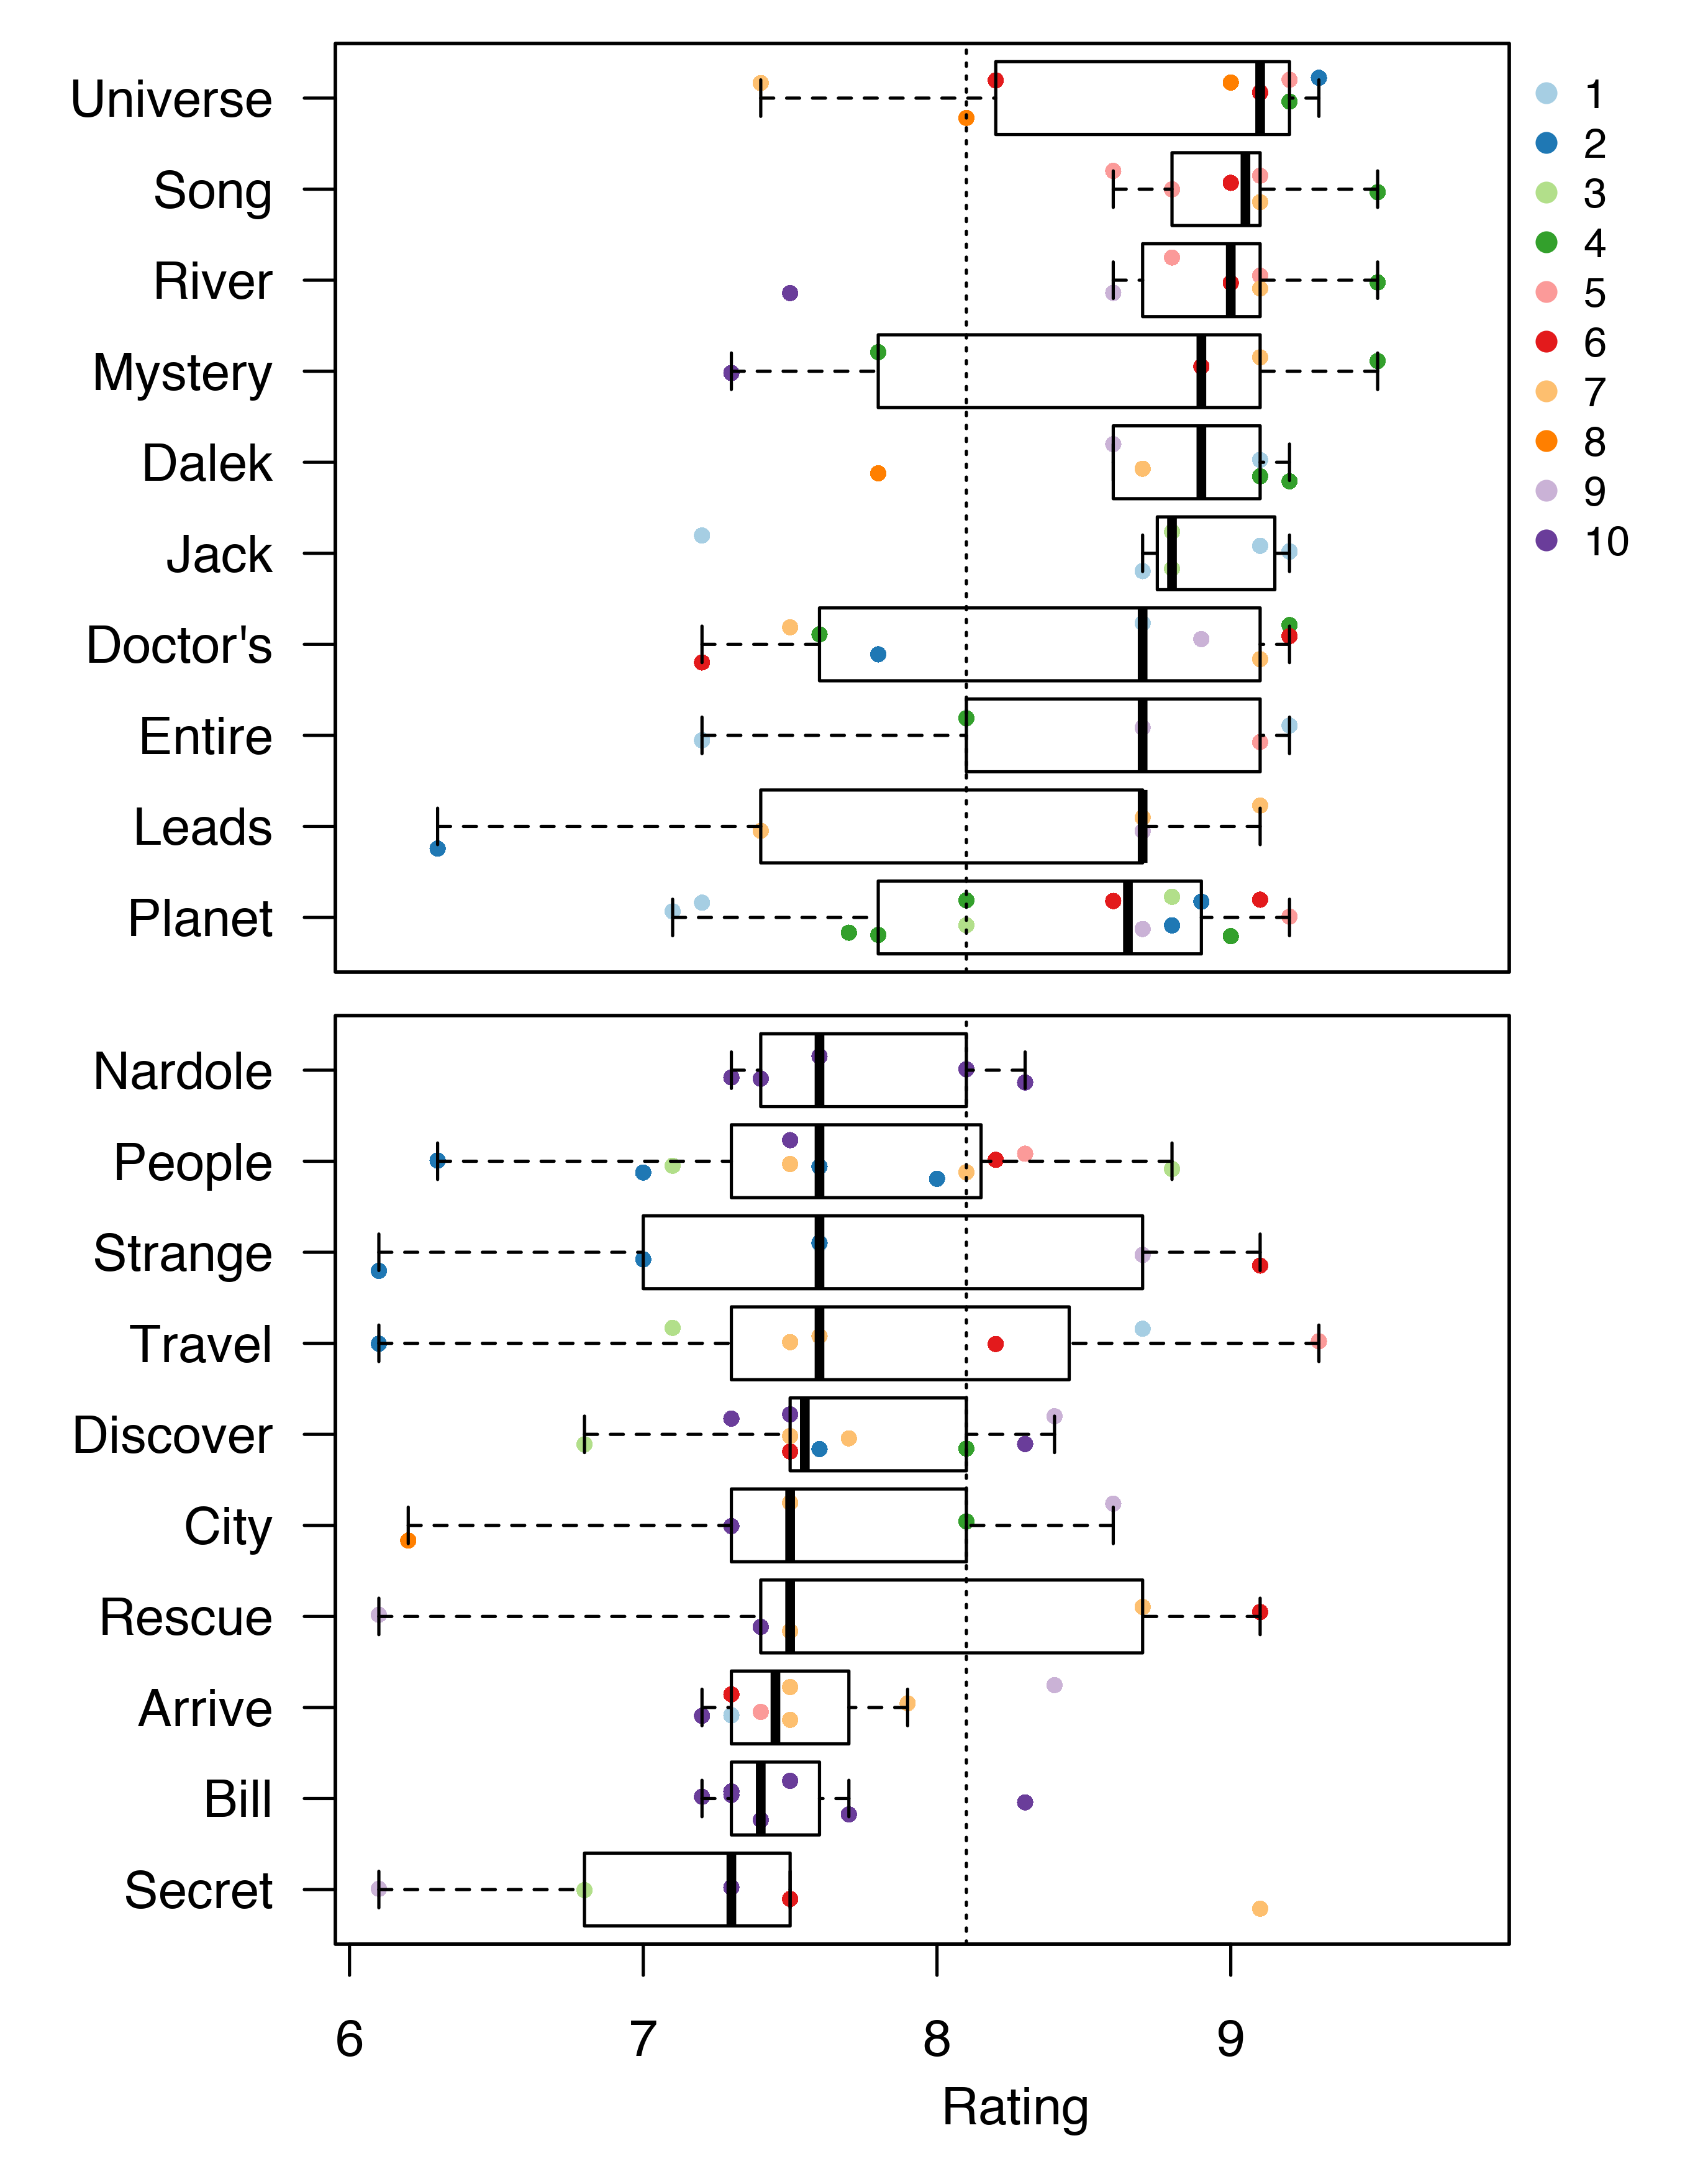 Universe
Song
River
Mystery
Dalek
Jack
Doctor's
Entire
Leads
Planet
1
2
3
4
5
6
7
8
9
10
Nardole
People
Strange
Travel
Discover
City
Rescue
Arrive
Bill
Secret
6 7 8 9
Rating